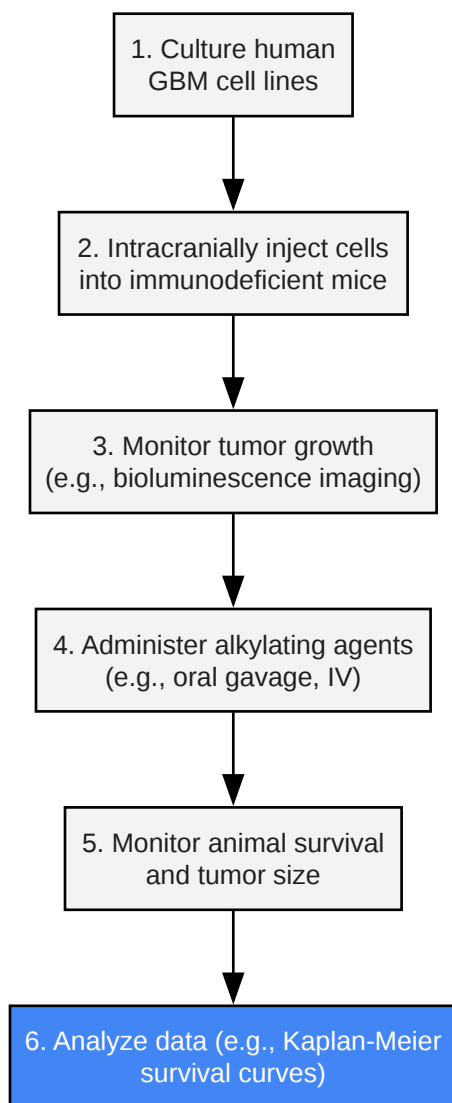 1. Culture human
GBM cell lines
2. Intracranially inject cells
into immunodeficient mice
3. Monitor tumor growth
(e.g., bioluminescence imaging)
4. Administer alkylating agents
(e.g., oral gavage, IV)
5. Monitor animal survival
and tumor size
6. Analyze data (e.g., Kaplan-Meier
survival curves)